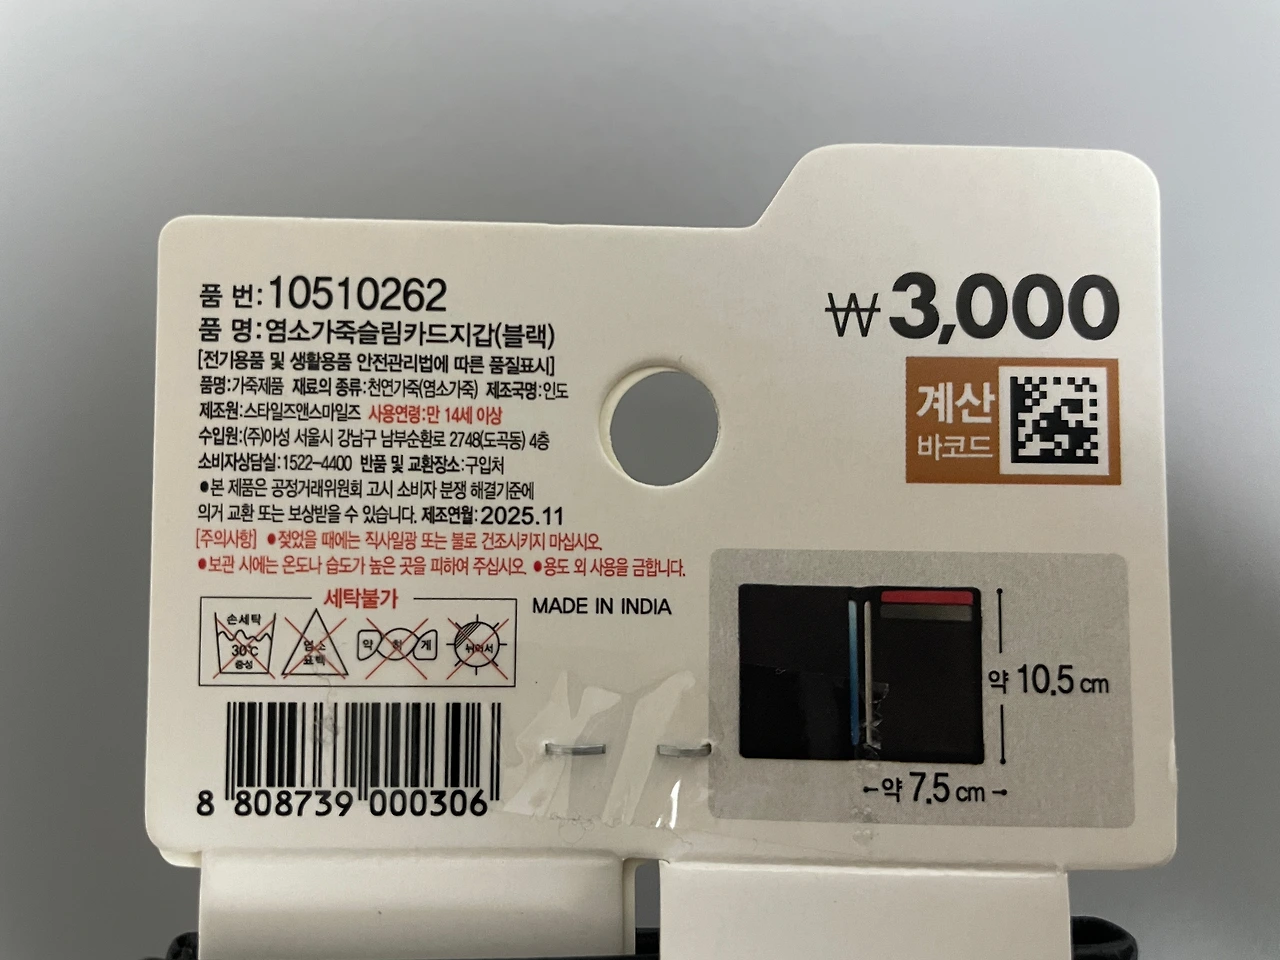 품 번:10510262
품 명:염소가죽슬림카드지갑(블랙)
[전기용품 및 생활용품 안전관리법에 따른 품질표시]
품명:가죽제품 재료의 종류:천연가죽(염소가죽) 제조국명:인도
제조원:스타일즈앤스마일즈 사용연령:만 14세 이상
수입원:(주)아성 서울시 강남구 남부순환로 2748(도곡동) 4층
소비자상담실:1522-4400 반품 및 교환장소:구입처
●본 제품은 공정거래위원회 고시 소비자 분쟁 해결기준에
의거 교환 또는 보상받을 수 있습니다. 제조연월:2025.11
[주의사항] ●젖었을 때에는 직사일광 또는 불로 건조시키지 마십시오.
●보관 시에는 온도나 습도가 높은 곳을 피하여 주십시오. ●용도 외 사용을 금합니다.
세탁불가
손세탁
30℃
중성
염소
표백
약 하 게
뉘어서
MADE IN INDIA
8 808739 000306
₩3,000
계산
바코드
약 10.5 cm
약 7.5 cm